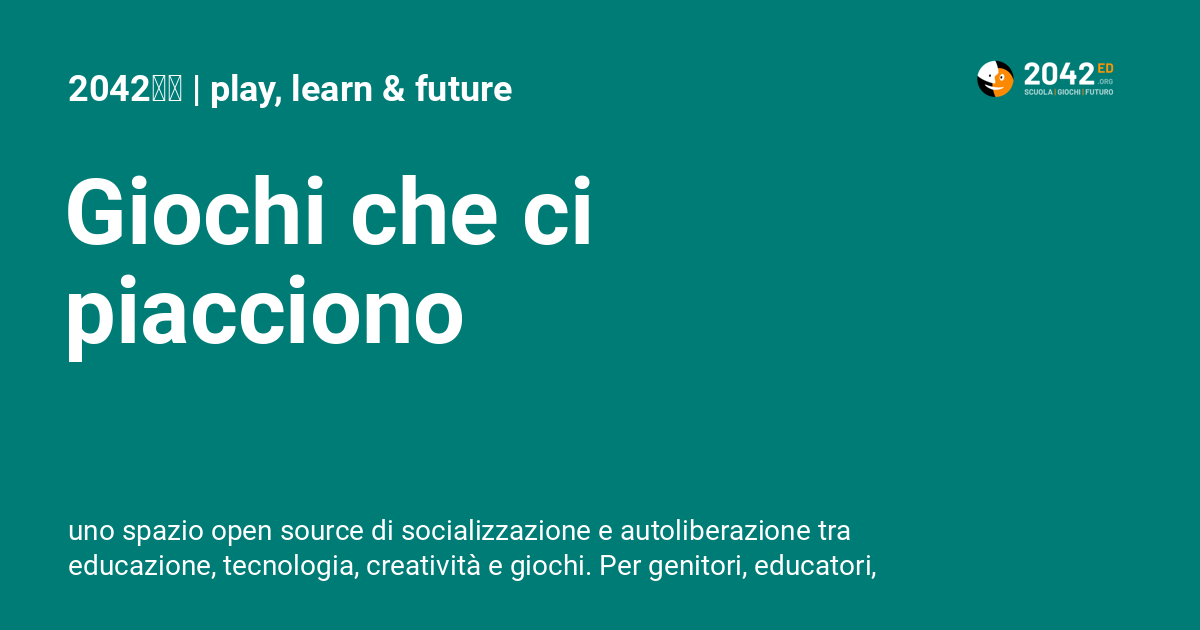 2042 | play, learn & future
2042 ED
.ORG
SCUOLA | GIOCHI | FUTURO
Giochi che ci
piacciono
uno spazio open source di socializzazione e autoliberazione tra
educazione, tecnologia, creatività e giochi. Per genitori, educatori,